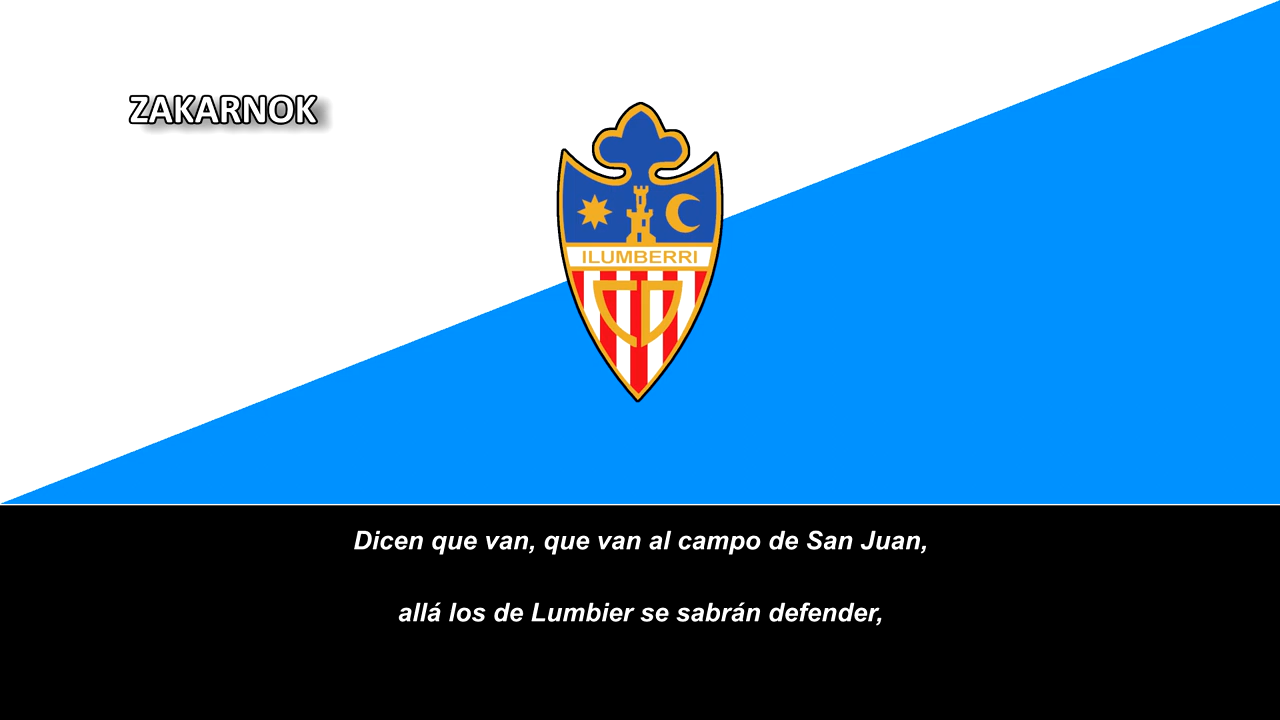 ZAKARNOK
ILUMBERRI
CD
Dicen que van, que van al campo de San Juan,
allá los de Lumbier se sabrán defender,